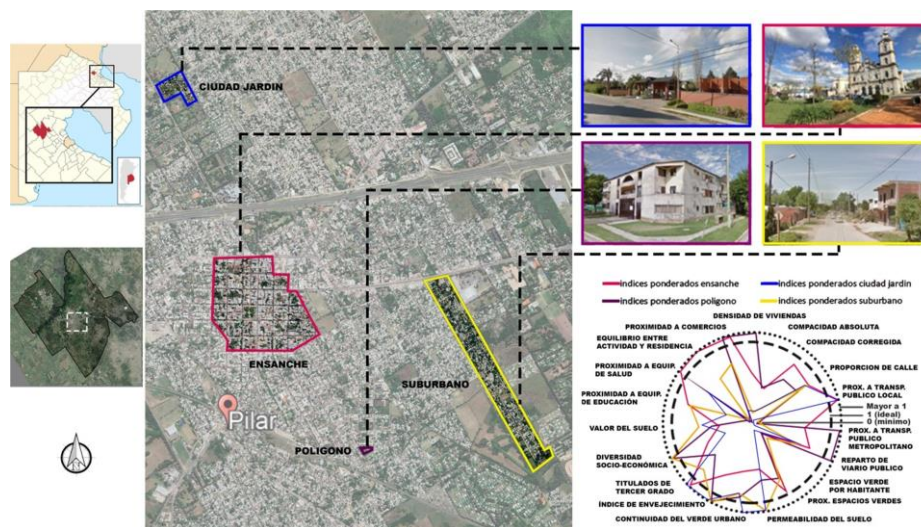 CIUDAD JARDIN
ENSANCHE
SUBURBANO
Pilar
POLIGONO
indices ponderados ensanche
indices ponderados ciudad jardin
indices ponderados poligono
indices ponderados suburbano
DENSIDAD DE VIVIENDAS
PROXIMIDAD A COMERCIOS
COMPACIDAD ABSOLUTA
EQUILIBRIO ENTRE
ACTIVIDAD Y RESIDENCIA
COMPACIDAD CORREGIDA
PROXIMIDAD A EQUIP.
DE SALUD
PROPORCION DE CALLE
PROXIMIDAD A EQUIP.
DE EDUCACIÓN
PROX. A TRANSP.
PUBLICO LOCAL
Mayor a 1
1 (ideal)
0 (mínimo)
VALOR DEL SUELO
PROX. A TRANSP.
PUBLICO
METROPOLITANO
DIVERSIDAD
SOCIO-ECONÓMICA
REPARTO DE
VIARIO PUBLICO
TITULADOS DE
TERCER GRADO
ESPACIO VERDE
POR HABITANTE
ÍNDICE DE ENVEJECIMIENTO
PROX. ESPACIOS VERDES
CONTINUIDAD DEL VERDE URBANO
PERMEABILIDAD DEL SUELO